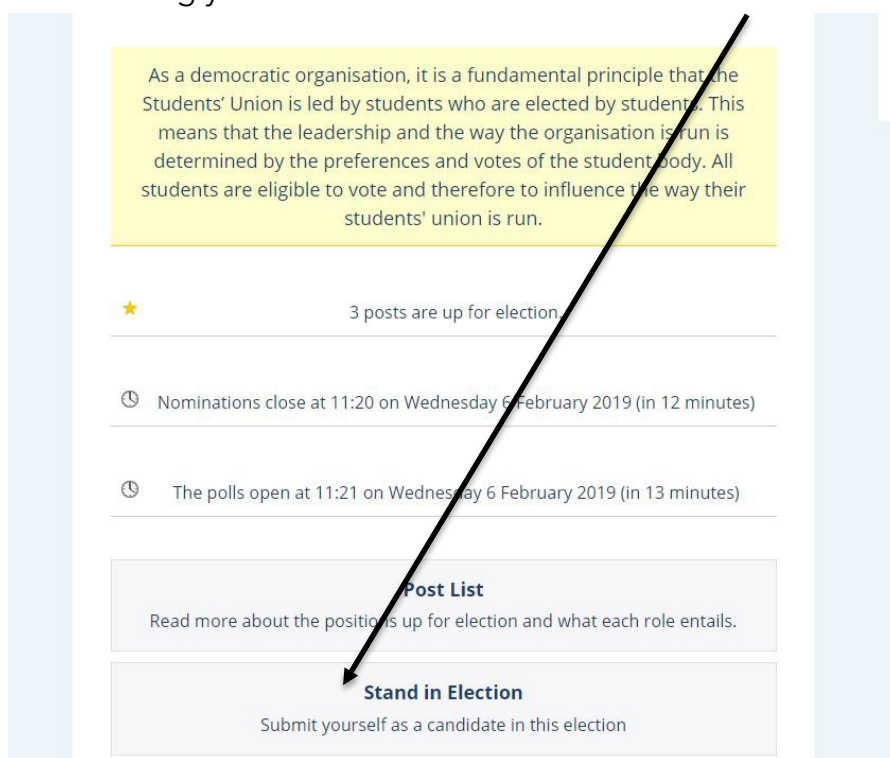 As a democratic organisation, it is a fundamental principle that the
Students’ Union is led by students who are elected by students. This
means that the leadership and the way the organisation is run is
determined by the preferences and votes of the student body. All
students are eligible to vote and therefore to influence the way their
students' union is run.
3 posts are up for election.
Nominations close at 11:20 on Wednesday 6 February 2019 (in 12 minutes)
The polls open at 11:21 on Wednesday 6 February 2019 (in 13 minutes)
Post List
Read more about the positions up for election and what each role entails.
Stand in Election
Submit yourself as a candidate in this election